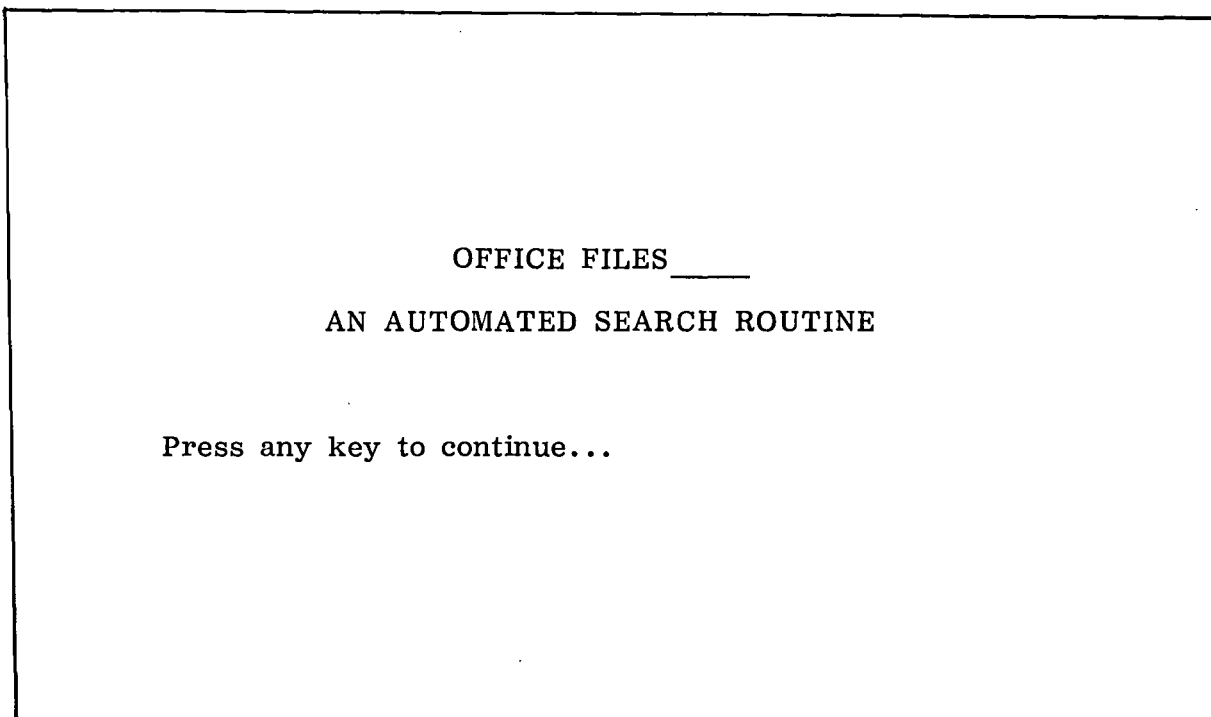 OFFICE FILES____
AN AUTOMATED SEARCH ROUTINE
Press any key to continue...